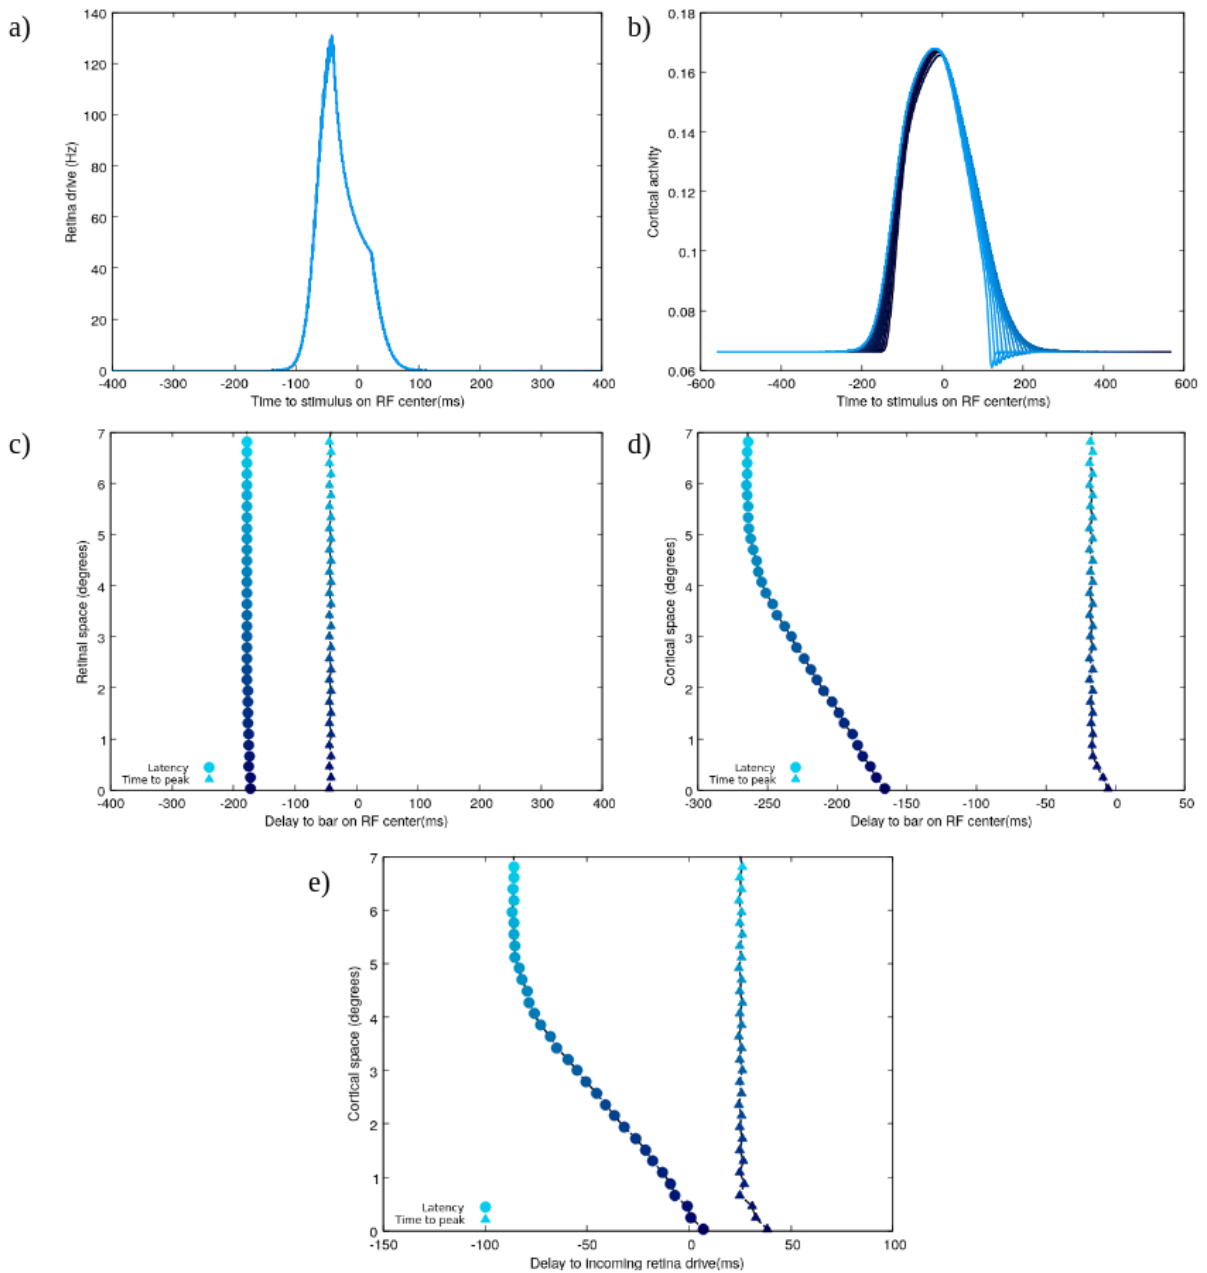 a)
140
120
100
80
60
40
20
0
Retina drive (Hz)
-400 -300 -200 -100 0 100 200 300 400
Time to stimulus on RF center(ms)
b)
0.18
0.16
0.14
0.12
0.1
0.08
0.06
Cortical activity
-600 -400 -200 0 200 400 600
Time to stimulus on RF center(ms)
c)
7
6
5
4
3
2
1
0
Retinal space (degrees)
Latency
Time to peak
-400 -300 -200 -100 0 100 200 300 400
Delay to bar on RF center(ms)
d)
7
6
5
4
3
2
1
0
Cortical space (degrees)
Latency
Time to peak
-300 -250 -200 -150 -100 -50 0 50
Delay to bar on RF center(ms)
e)
7
6
5
4
3
2
1
0
Cortical space (degrees)
Latency
Time to peak
-150 -100 -50 0 50 100
Delay to incoming retina drive(ms)